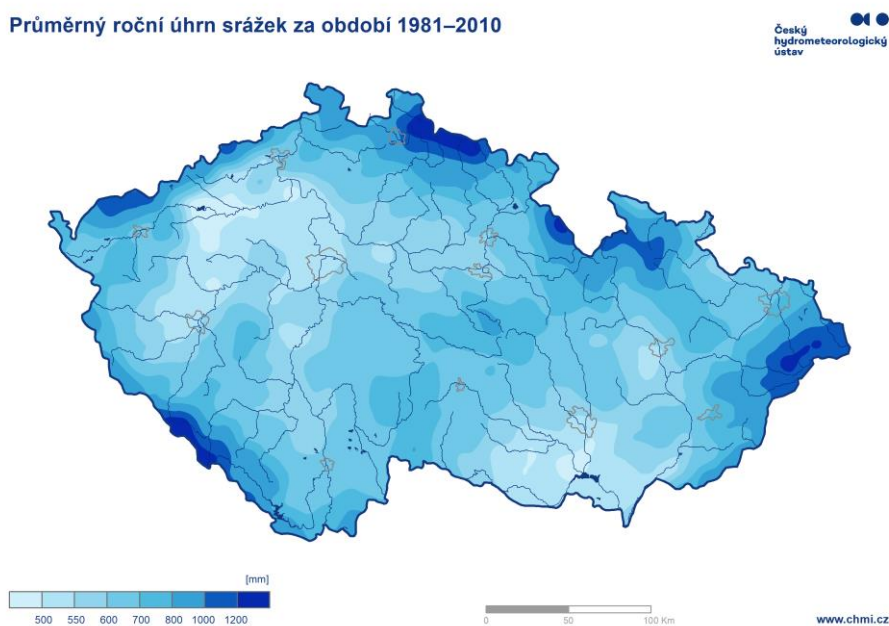 Průměrný roční úhrn srážek za období 1981–2010
Český
hydrometeorologický
ústav
[mm]
500 550 600 700 800 1000 1200
0 50 100 Km
www.chmi.cz